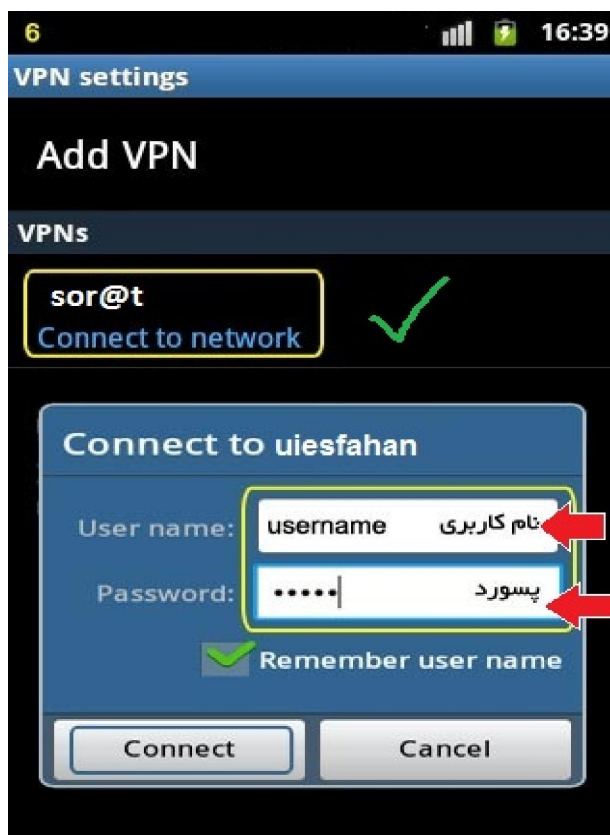 6 16:39
VPN settings
Add VPN
VPNs
sor@t
Connect to network
Connect to uiesfahan
User name: username نام کاربری
Password: •••••| پسورد
Remember user name
Connect Cancel